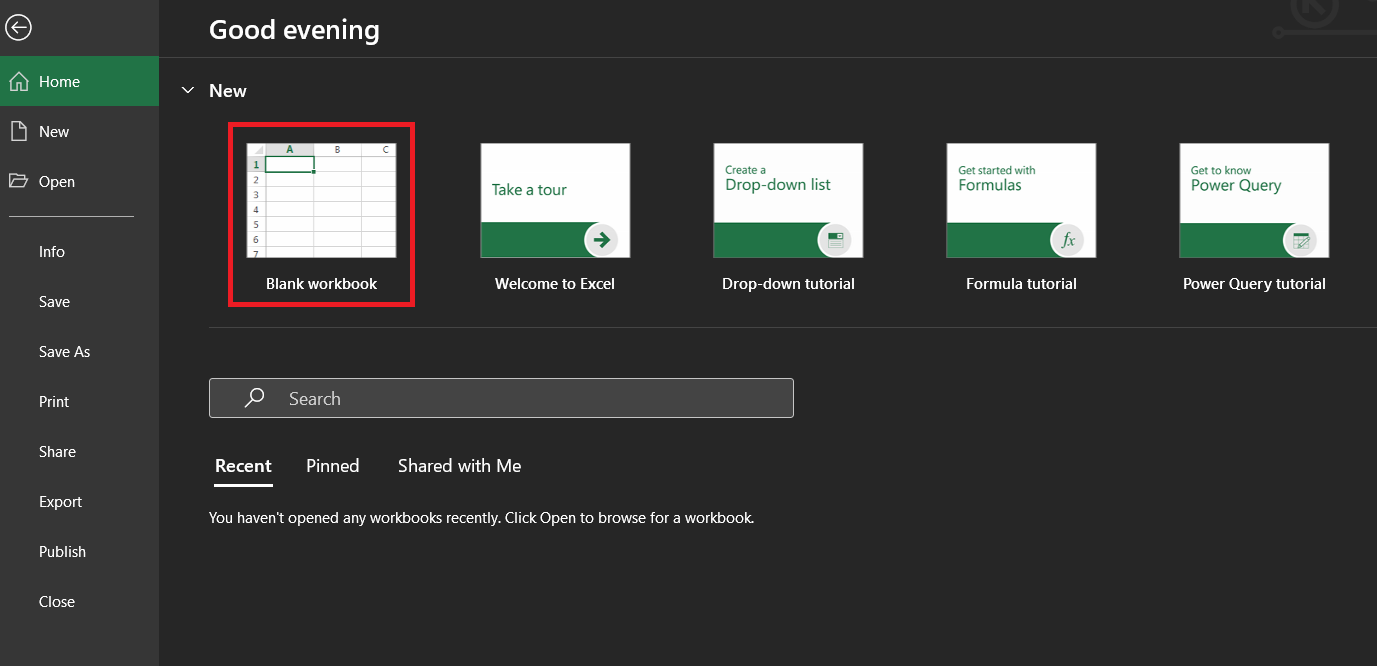 Good evening
Home
New
Open
Info
Save
Save As
Print
Share
Export
Publish
Close
New
A B C
1
2
3
4
5
6
7
Blank workbook
Take a tour
Welcome to Excel
Create a
Drop-down list
Drop-down tutorial
Get started with
Formulas
fx
Formula tutorial
Get to know
Power Query
Power Query tutorial
Search
Recent Pinned Shared with Me
You haven't opened any workbooks recently. Click Open to browse for a workbook.